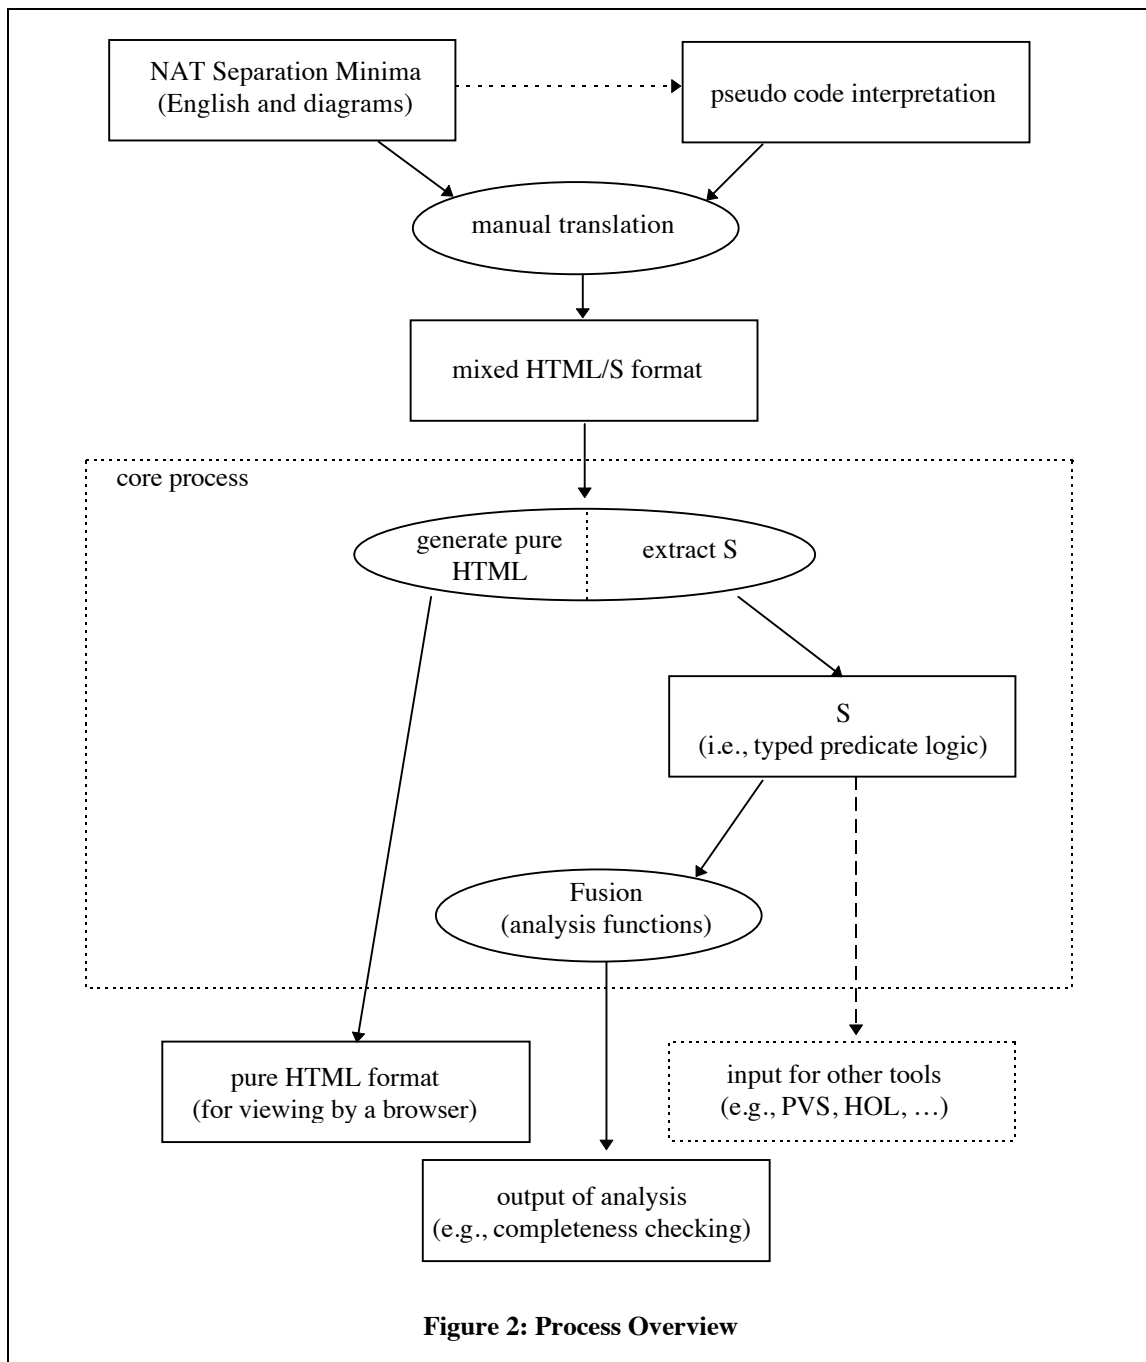 NAT Separation Minima
(English and diagrams)
pseudo code interpretation
manual translation
mixed HTML/S format
core process
generate pure
HTML
extract S
S
(i.e., typed predicate logic)
Fusion
(analysis functions)
pure HTML format
(for viewing by a browser)
input for other tools
(e.g., PVS, HOL, …)
output of analysis
(e.g., completeness checking)
Figure 2: Process Overview